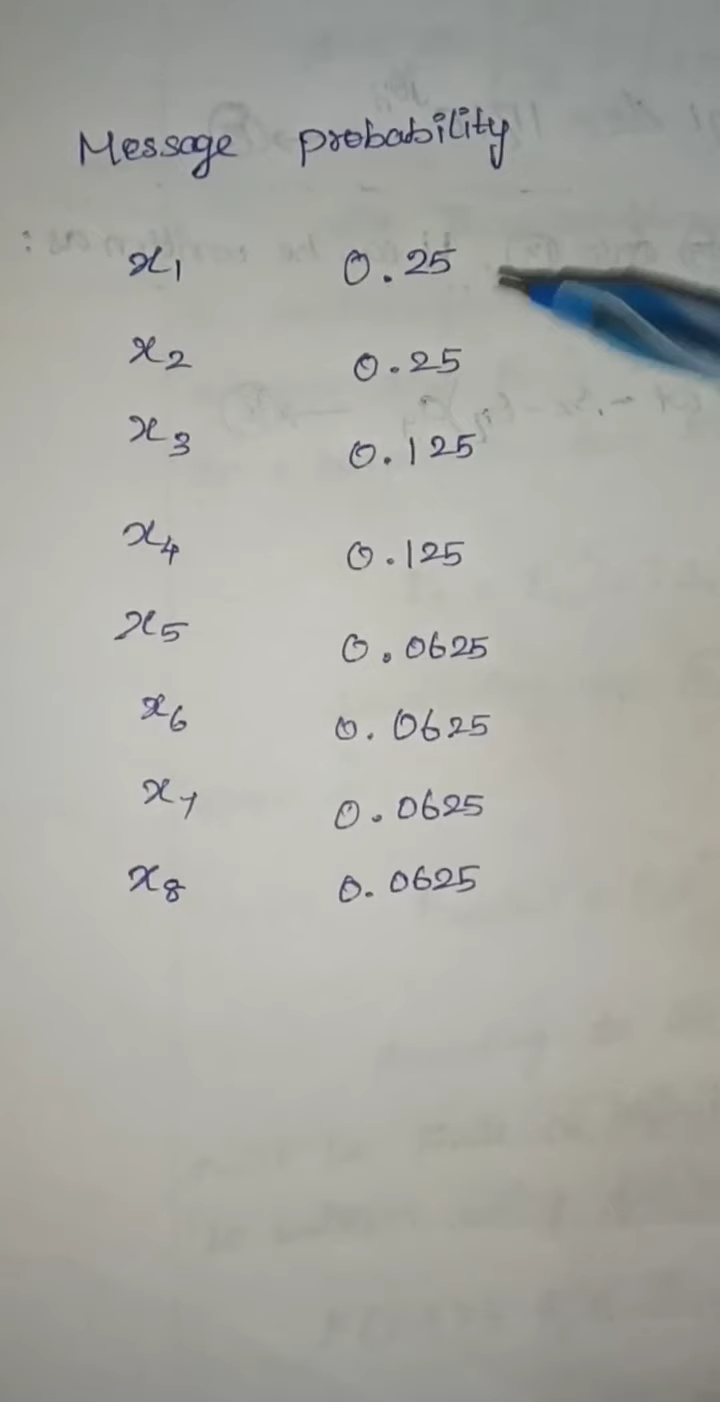 Message probability
x1 0.25
x2 0.25
x3 0.125
x4 0.125
x5 0.0625
x6 0.0625
x7 0.0625
x8 0.0625